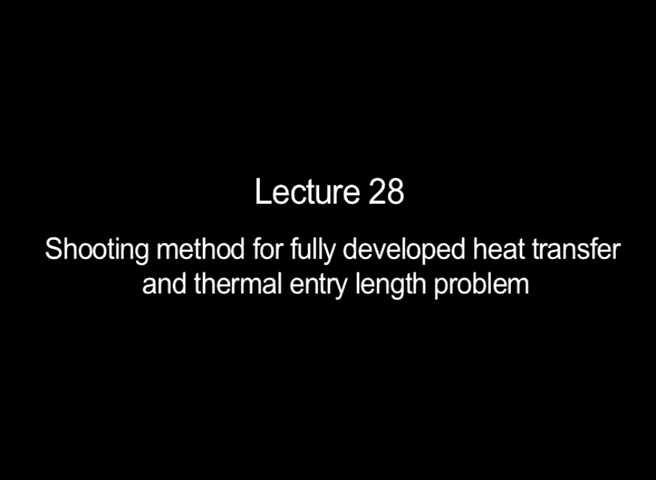 Lecture 28
Shooting method for fully developed heat transfer
and thermal entry length problem